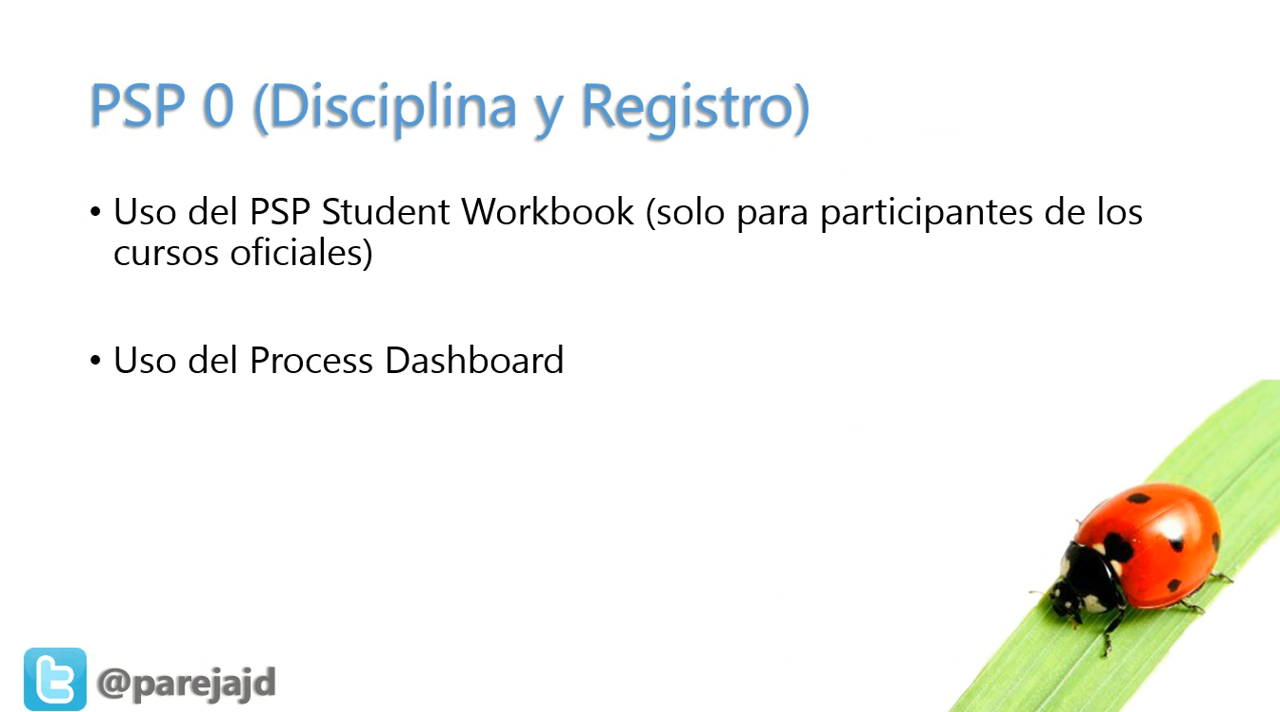 PSP 0 (Disciplina y Registro)
• Uso del PSP Student Workbook (solo para participantes de los
cursos oficiales)
• Uso del Process Dashboard
@parejajd